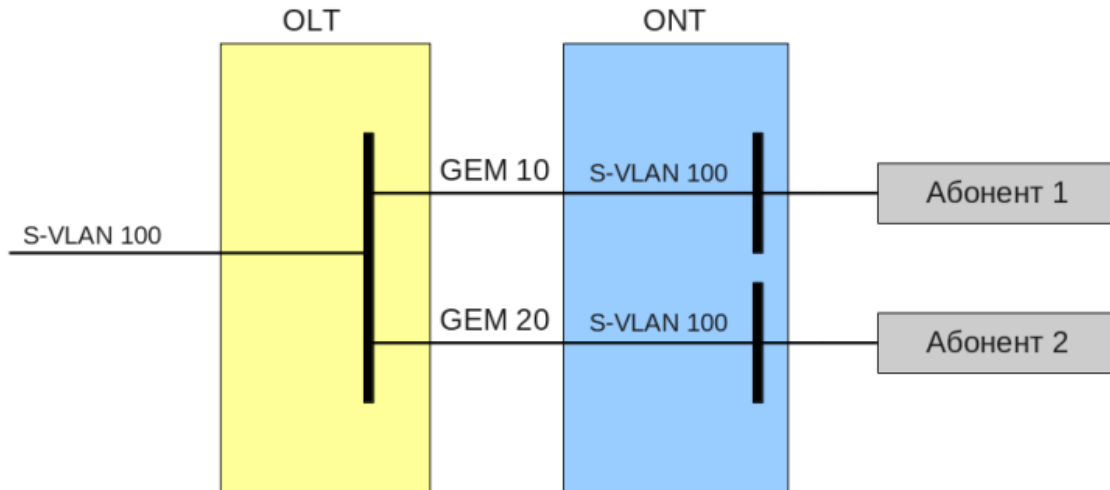 OLT
ONT
GEM 10
S-VLAN 100
Абонент 1
S-VLAN 100
GEM 20
S-VLAN 100
Абонент 2